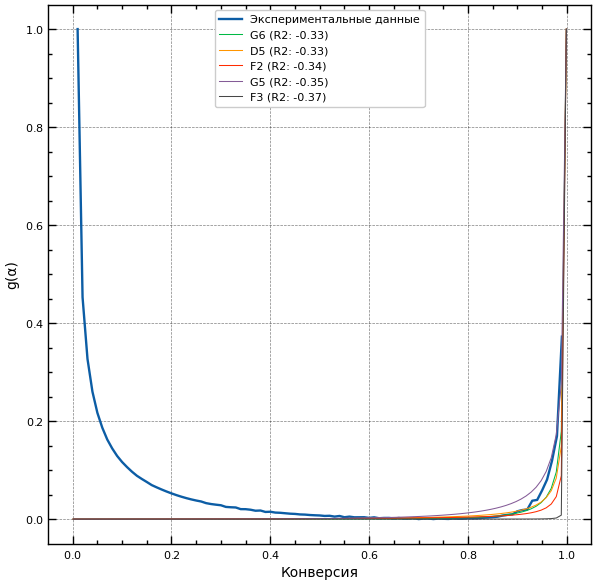 Экспериментальные данные
G6 (R2: -0.33)
D5 (R2: -0.33)
F2 (R2: -0.34)
G5 (R2: -0.35)
F3 (R2: -0.37)
g(α)
1.0
0.8
0.6
0.4
0.2
0.0
0.0 0.2 0.4 0.6 0.8 1.0
Конверсия